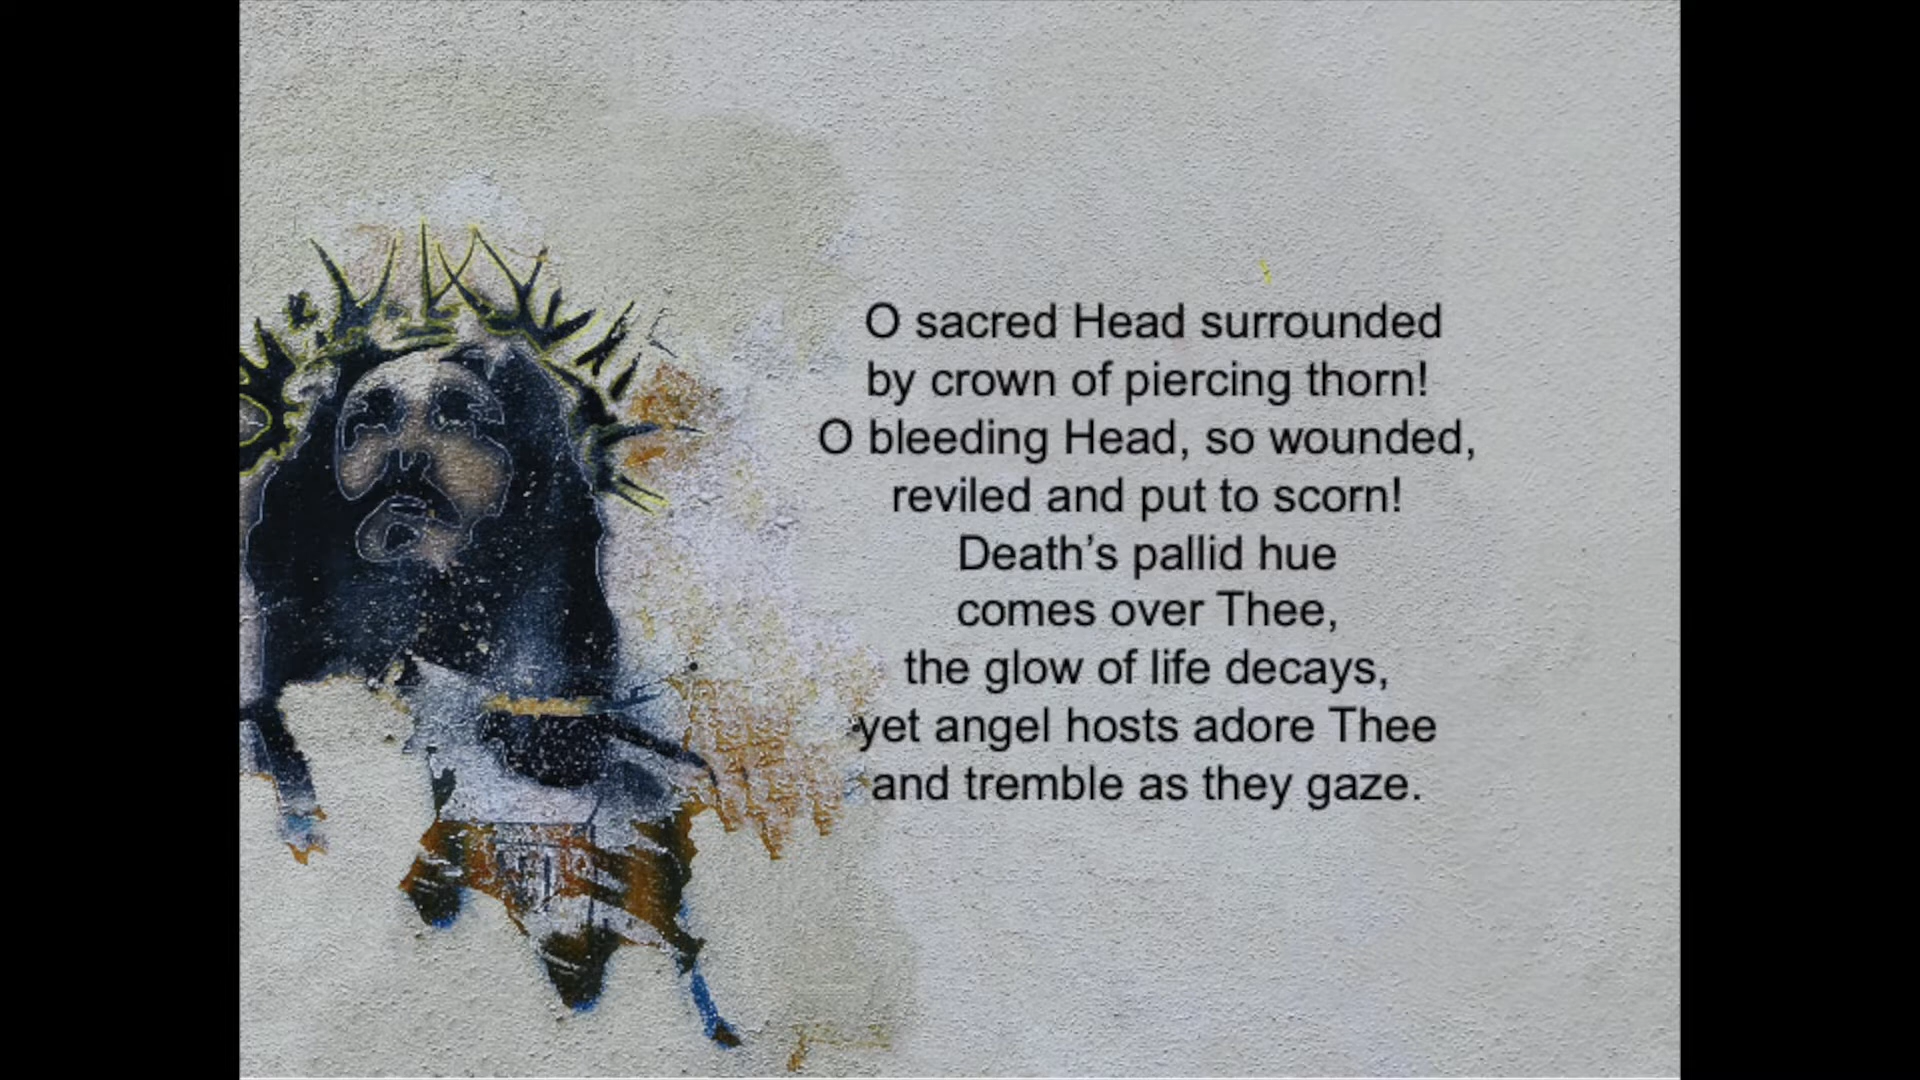 O sacred Head surrounded
by crown of piercing thorn!
O bleeding Head, so wounded,
reviled and put to scorn!
Death’s pallid hue
comes over Thee,
the glow of life decays,
yet angel hosts adore Thee
and tremble as they gaze.